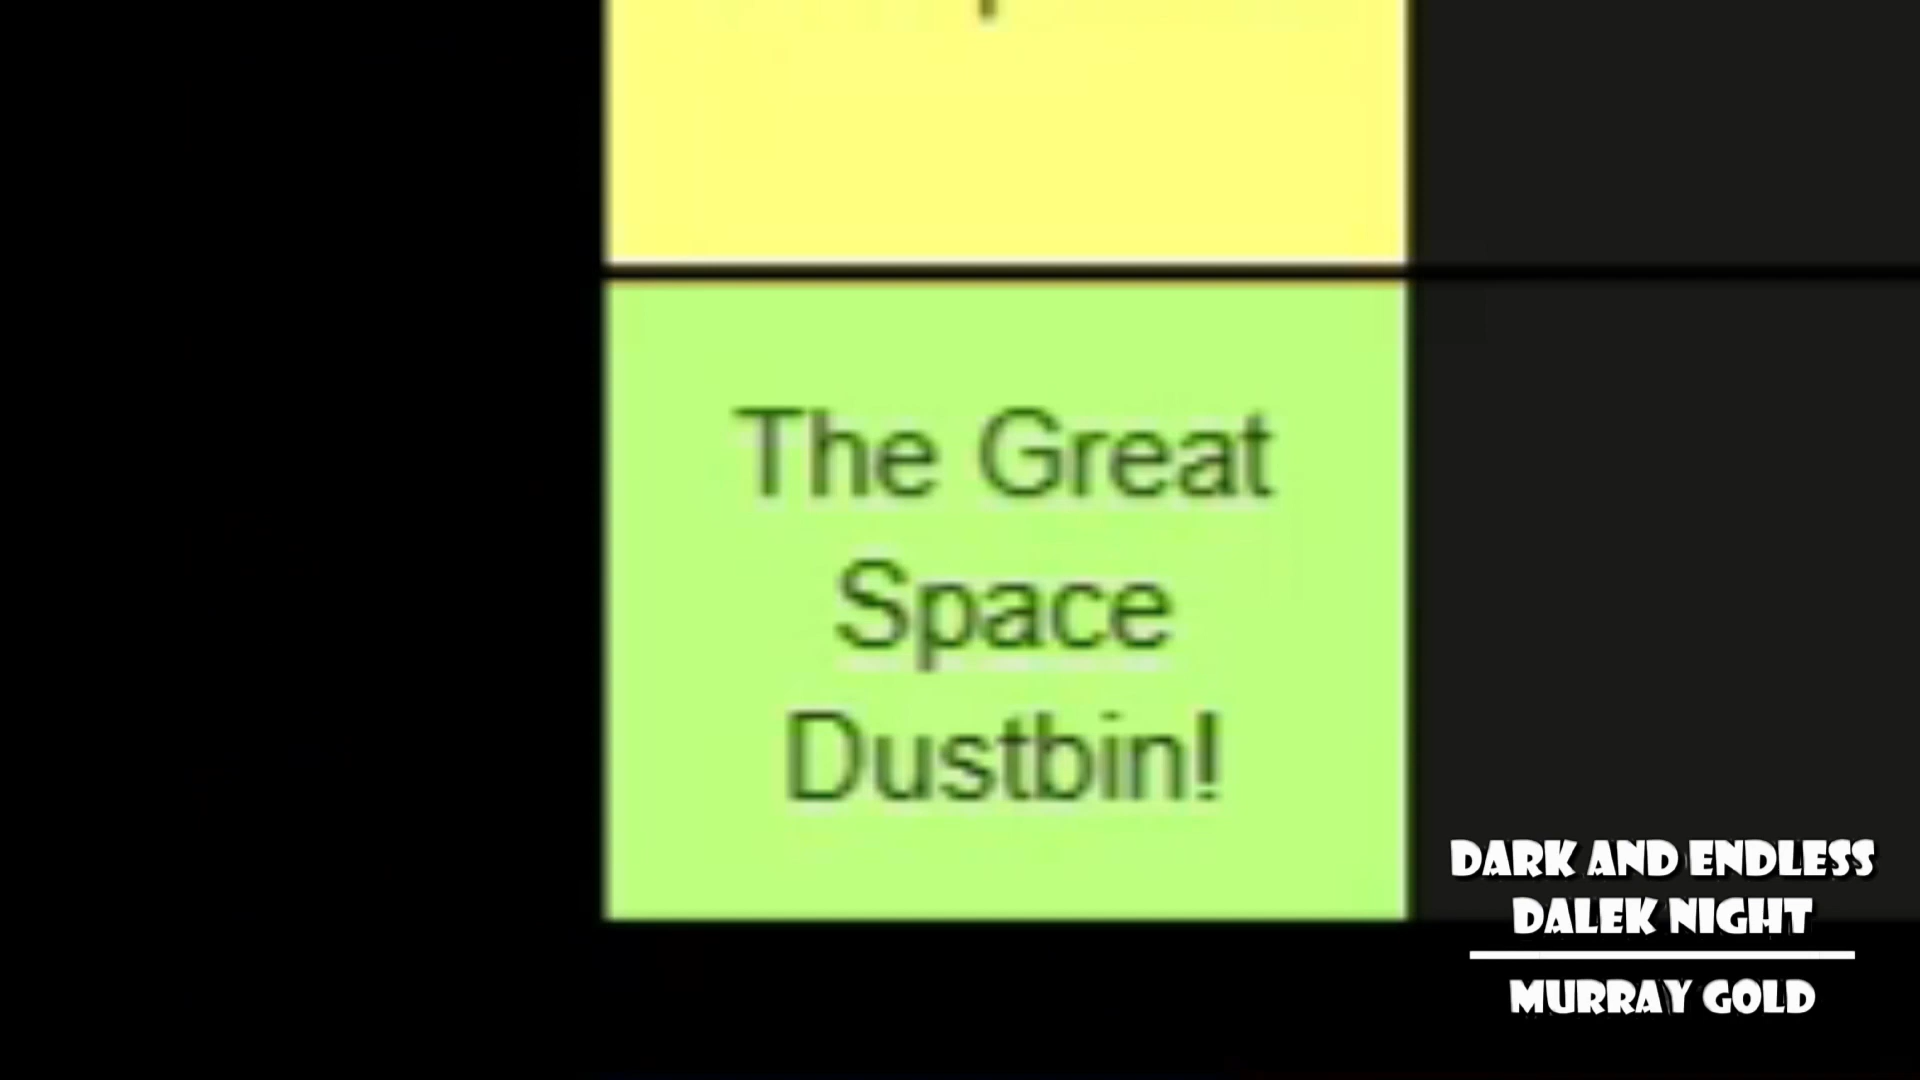 The Great
Space
Dustbin!
DARK AND ENDLESS
DALEK NIGHT
MURRAY GOLD